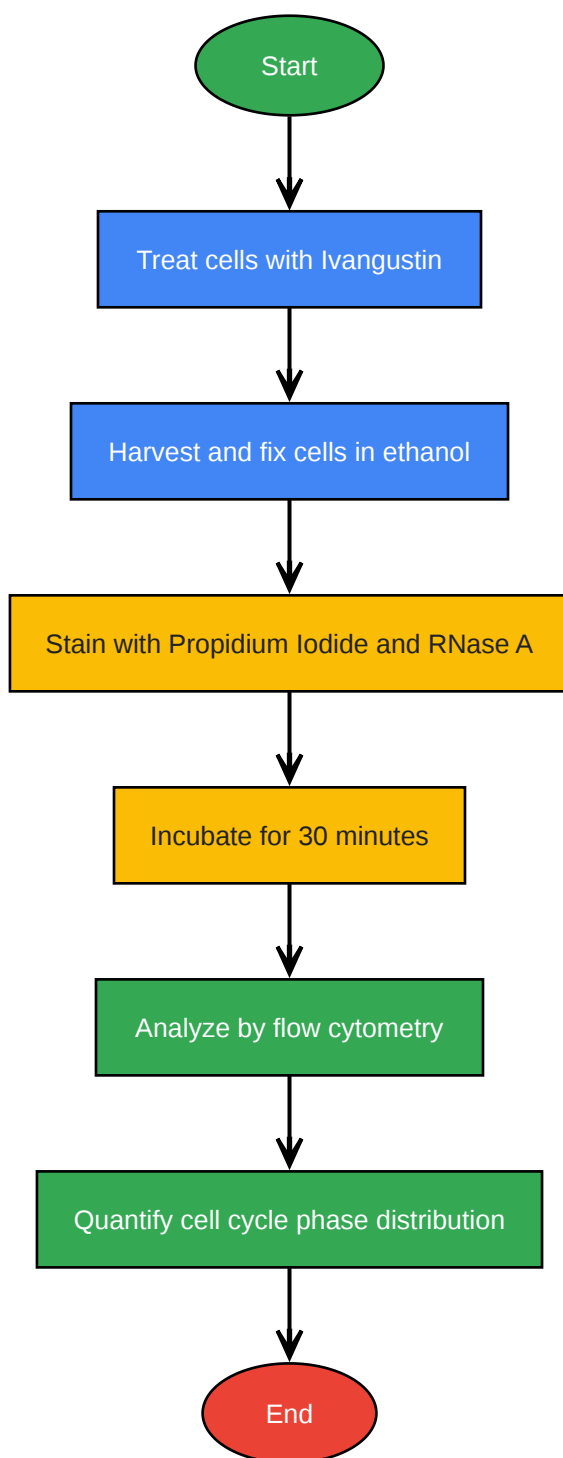 Start
Treat cells with Ivangustin
Harvest and fix cells in ethanol
Stain with Propidium Iodide and RNase A
Incubate for 30 minutes
Analyze by flow cytometry
Quantify cell cycle phase distribution
End